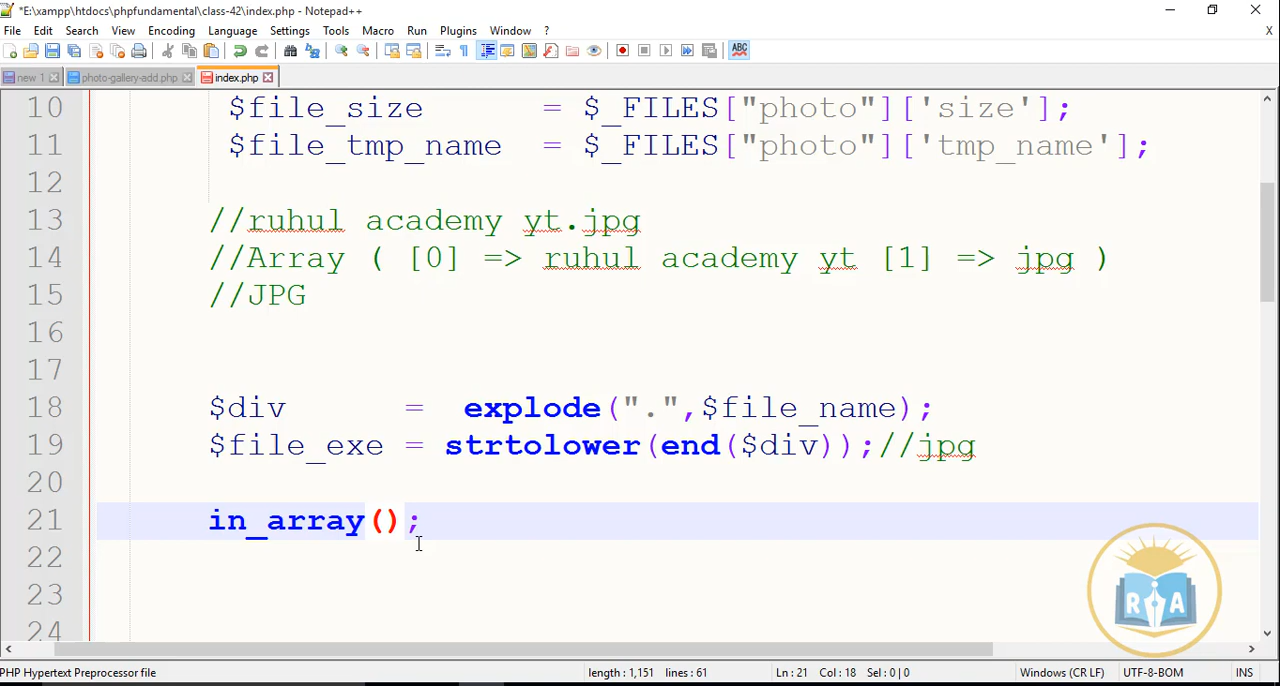 *E:\xampp\htdocs\phpfundamental\class-42\index.php - Notepad++
File Edit Search View Encoding Language Settings Tools Macro Run Plugins Window ? X
new 1 photo-gallery-add.php index.php
10 $file_size = $_FILES["photo"]['size'];
11 $file_tmp_name = $_FILES["photo"]['tmp_name'];
12
13 //ruhul academy yt.jpg
14 //Array ( [0] => ruhul academy yt [1] => jpg )
15 //JPG
16
17
18 $div = explode(".",$file_name);
19 $file_exe = strtolower(end($div));//jpg
20
21 in_array();
22
23
24
R A
PHP Hypertext Preprocessor file length : 1,151 lines : 61 Ln : 21 Col : 18 Sel : 0 | 0 Windows (CR LF) UTF-8-BOM INS